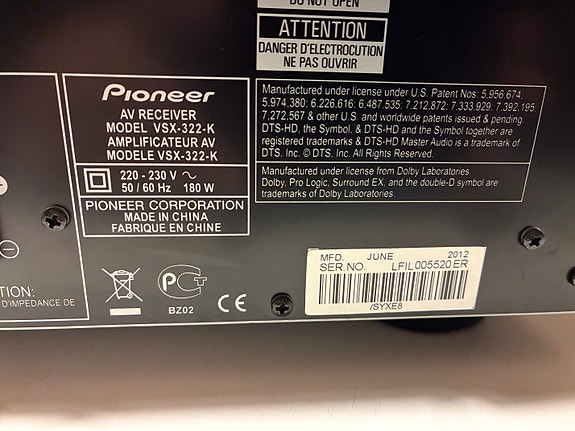 DO NOT OPEN
ATTENTION
DANGER D'ELECTROCUTION
NE PAS OUVRIR
Pioneer
AV RECEIVER
MODEL VSX-322-K
AMPLIFICATEUR AV
MODELE VSX-322-K
220 - 230 V ~
50 / 60 Hz 180 W
PIONEER CORPORATION
MADE IN CHINA
FABRIQUE EN CHINE
Manufactured under license under U.S. Patent Nos: 5,956,674;
5,974,380; 6,226,616; 6,487,535; 7,212,872; 7,333,929; 7,392,195
7,272,567 & other U.S. and worldwide patents issued & pending.
DTS-HD, the Symbol, & DTS-HD and the Symbol together are
registered trademarks & DTS-HD Master Audio is a trademark of
DTS, Inc. © DTS, Inc. All Rights Reserved.
Manufactured under license from Dolby Laboratories
Dolby, Pro Logic, Surround EX, and the double-D symbol are
trademarks of Dolby Laboratories.
TION:
D'IMPEDANCE DE
BZ02
CE
MFD. JUNE 2012
SER.NO. LFIL005520ER
/SYXE8